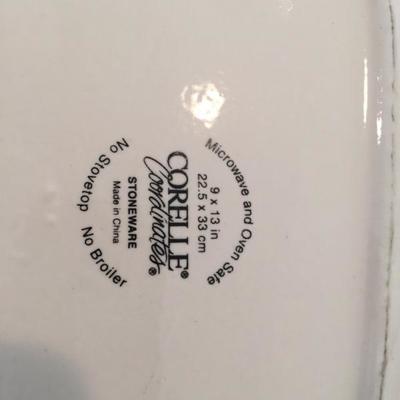 Microwave and Oven Safe
9 x 13 in
22.5 x 33 cm
CORELLE®
Coordinates®
STONEWARE
Made in China
No Stovetop No Broiler